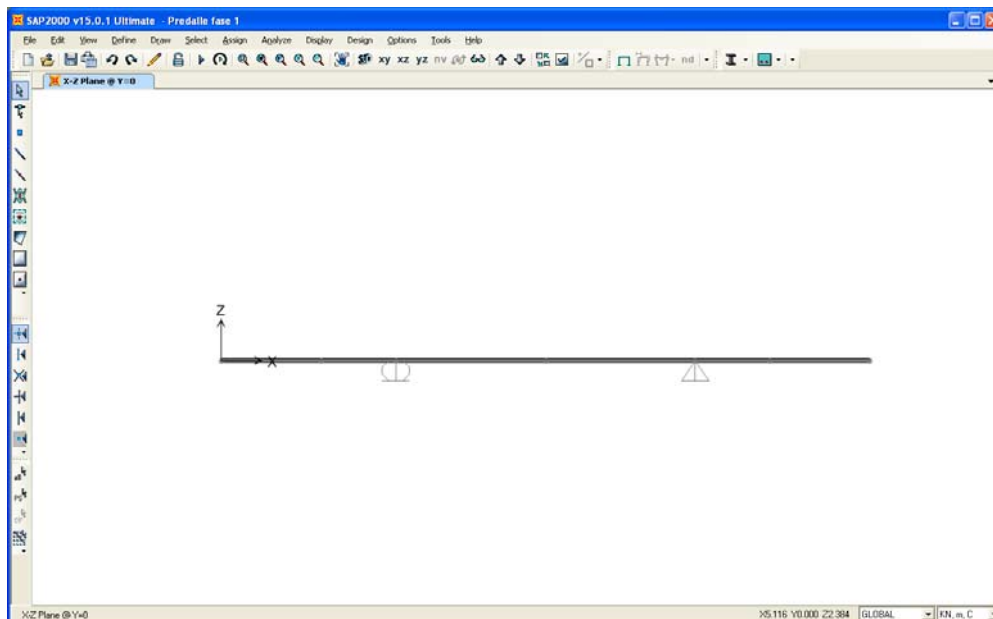 SAP2000 v15.0.1 Ultimate - Predalle fase 1
File Edit View Define Draw Select Assign Analyze Display Design Options Tools Help
xy xz yz nv nd
X-Z Plane @ Y=0
Z
X
X-Z Plane @ Y=0 X5.116 Y0.000 Z2.384 GLOBAL KN, m, C